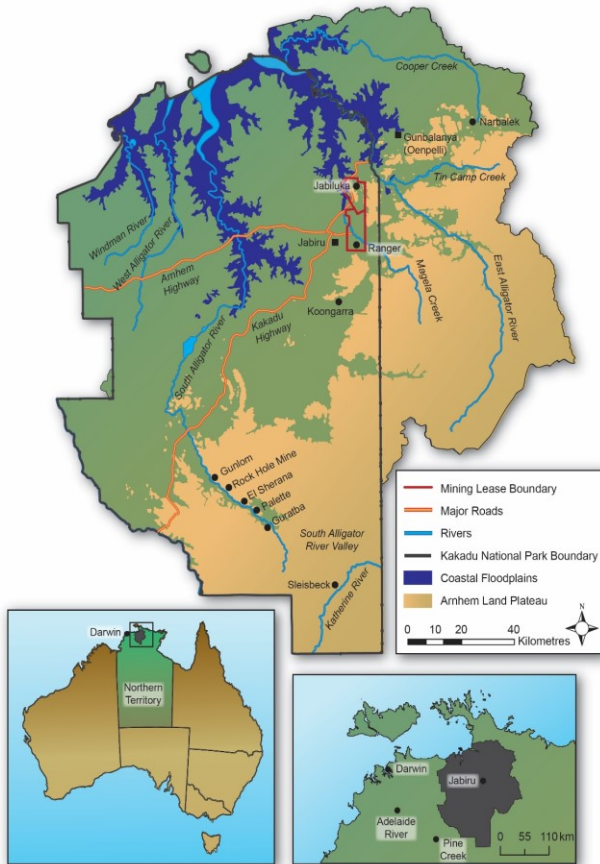 Cooper Creek
Narbalek
Gunbalanya
(Oenpelli)
Tin Camp Creek
Jabiluka
Windman River
West Alligator River
Arnhem
Highway
Jabiru
Ranger
Magela
Creek
East Alligator
River
Koongarra
Kakadu
Highway
South Alligator River
Gunlom
Rock Hole Mine
El Sherana
Palette
Guratba
South Alligator
River Valley
Sleisbeck
Katherine River
Mining Lease Boundary
Major Roads
Rivers
Kakadu National Park Boundary
Coastal Floodplains
Arnhem Land Plateau
N
0 20 40
Kilometres
Darwin
Northern
Territory
Darwin
Jabiru
Adelaide
River
Pine
Creek
0 55 110 km